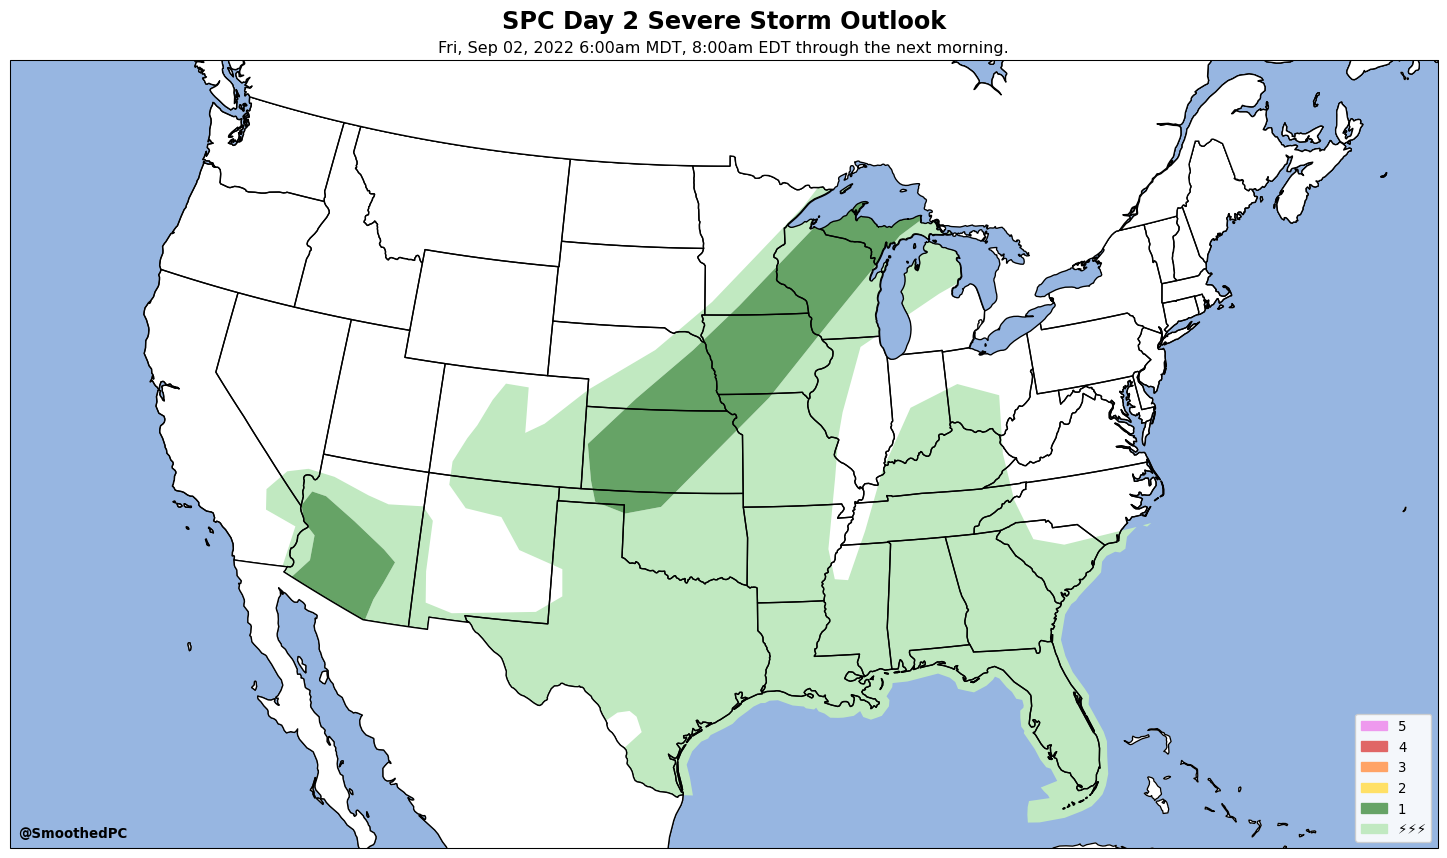 SPC Day 2 Severe Storm Outlook
Fri, Sep 02, 2022 6:00am MDT, 8:00am EDT through the next morning.
5
4
3
2
1
⚡⚡⚡
@SmoothedPC